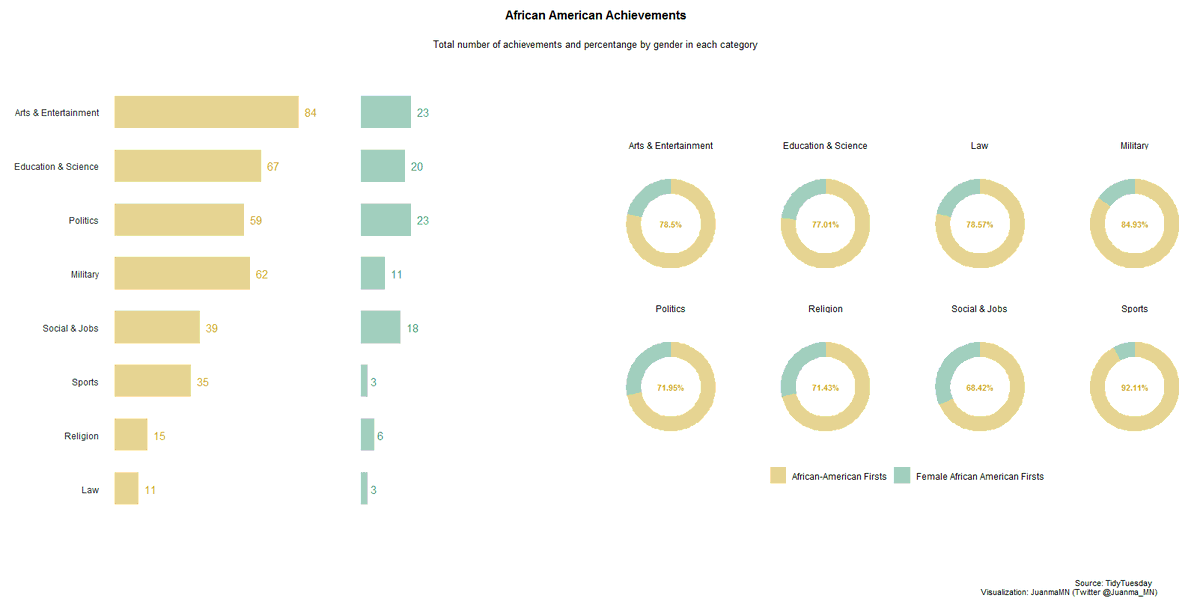 African American Achievements
Total number of achievements and percentange by gender in each category
Arts & Entertainment 84 23
Education & Science 67 20
Politics 59 23
Military 62 11
Social & Jobs 39 18
Sports 35 3
Religion 15 6
Law 11 3
Arts & Entertainment Education & Science Law Military
78.5% 77.01% 78.57% 84.93%
Politics Religion Social & Jobs Sports
71.95% 71.43% 68.42% 92.11%
African-American Firsts Female African American Firsts
Source: TidyTuesday
Visualization: JuanmaMN (Twitter @Juanma_MN)